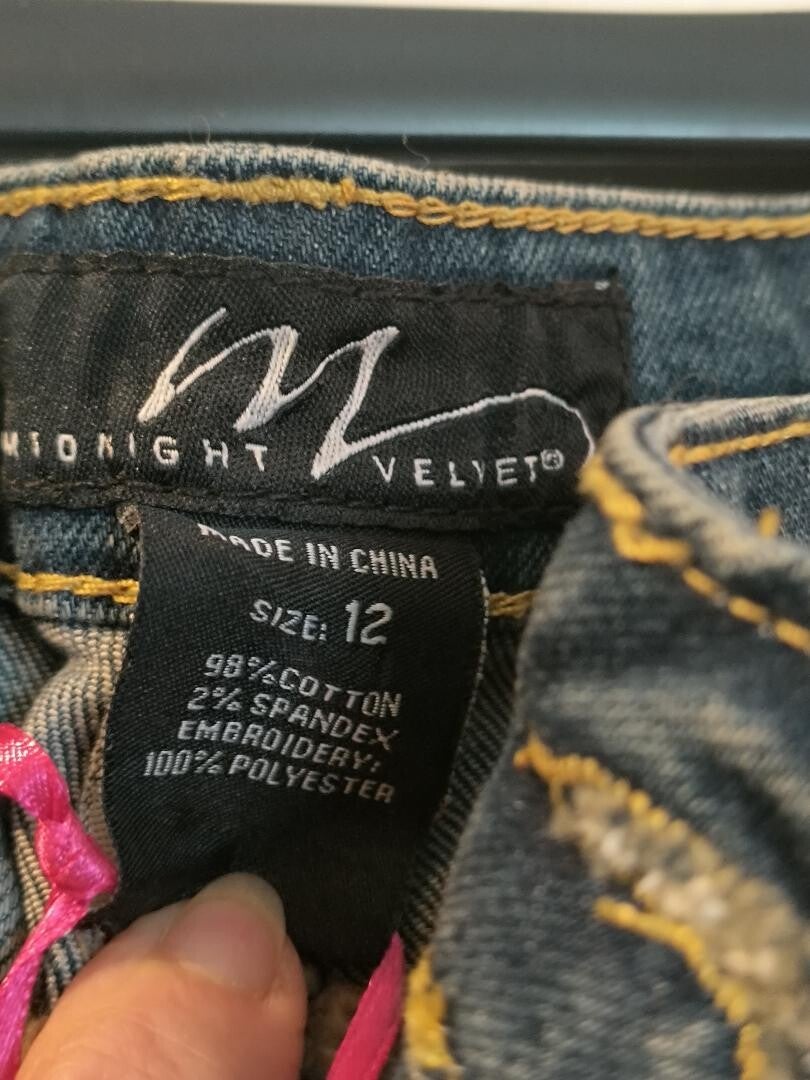 MIDNIGHT VELVET®
MADE IN CHINA
SIZE: 12
98% COTTON
2% SPANDEX
EMBROIDERY:
100% POLYESTER